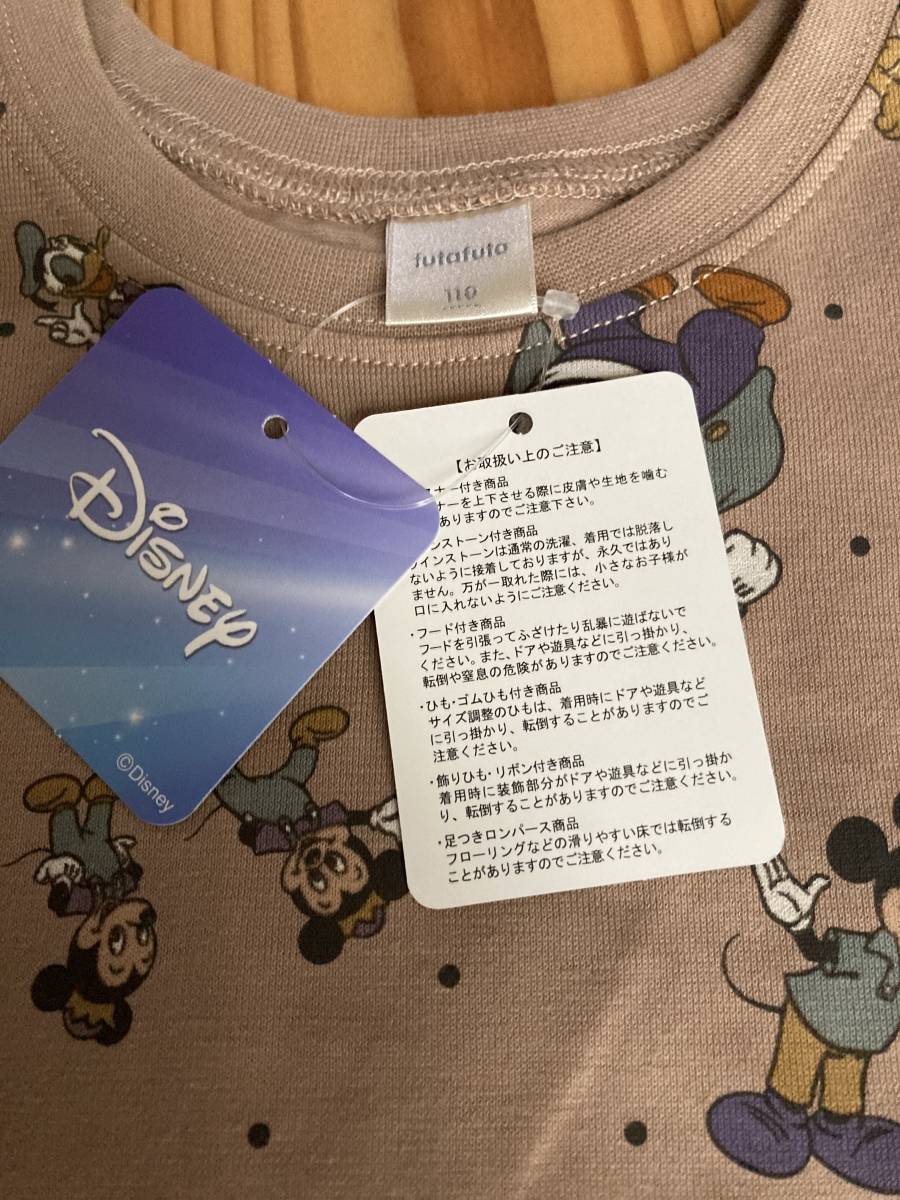 futafuta
110
Disney
©Disney
【お取扱い上のご注意】
スナー付き商品
ナーを上下させる際に皮膚や生地を噛む
ありますのでご注意下さい。
ンストーン付き商品
ラインストーンは通常の洗濯、着用では脱落し
ないように接着しておりますが、永久ではあり
ません。万が一取れた際には、小さなお子様が
口に入れないようにご注意ください。
・フード付き商品
フードを引張ってふざけたり乱暴に遊ばないで
ください。また、ドアや遊具などに引っ掛かり、
転倒や窒息の危険がありますのでご注意ください。
・ひも・ゴムひも付き商品
サイズ調整のひもは、着用時にドアや遊具など
に引っ掛かり、転倒することがありますのでご
注意ください。
・飾りひも・リボン付き商品
着用時に装飾部分がドアや遊具などに引っ掛か
り、転倒することがありますのでご注意ください。
・足つきロンパース商品
フローリングなどの滑りやすい床では転倒する
ことがありますのでご注意ください。